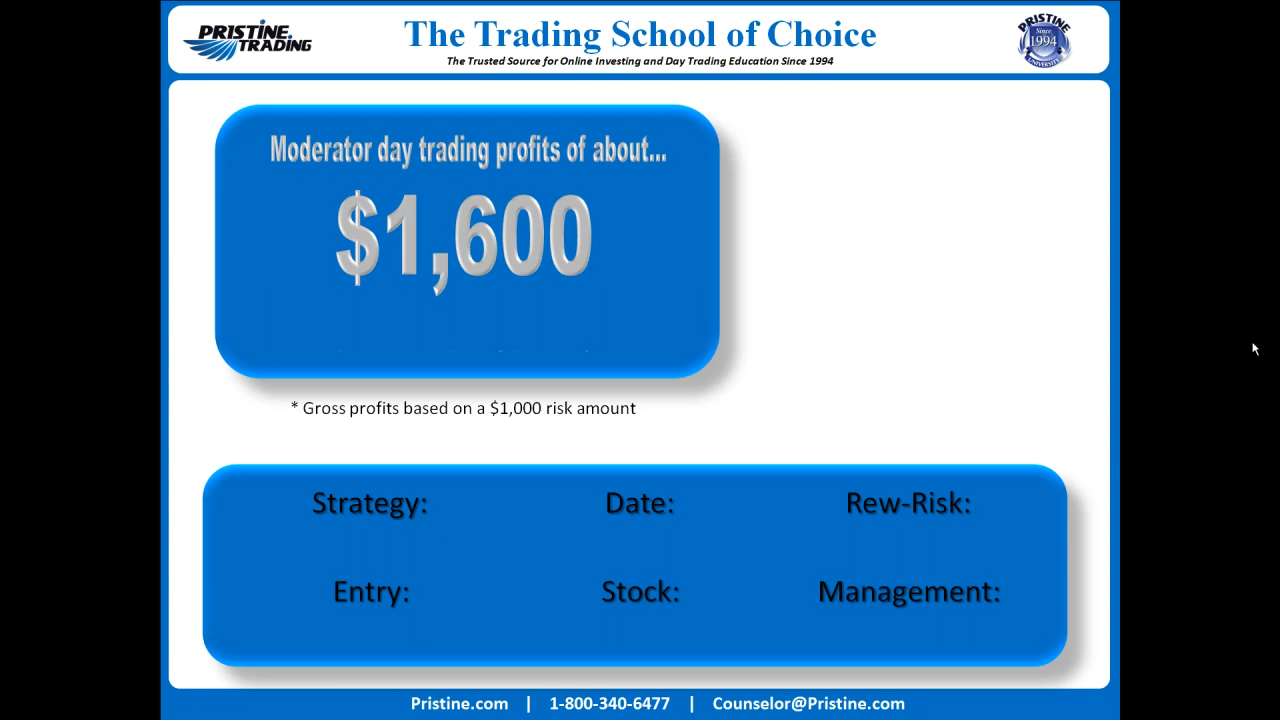 PRISTINE
TRADING
The Trading School of Choice
The Trusted Source for Online Investing and Day Trading Education Since 1994
PRISTINE
Since
1994
UNIVERSITY
Moderator day trading profits of about...
$1,600
* Gross profits based on a $1,000 risk amount
Strategy: Date: Rew-Risk:
Entry: Stock: Management:
Pristine.com | 1-800-340-6477 | Counselor@Pristine.com